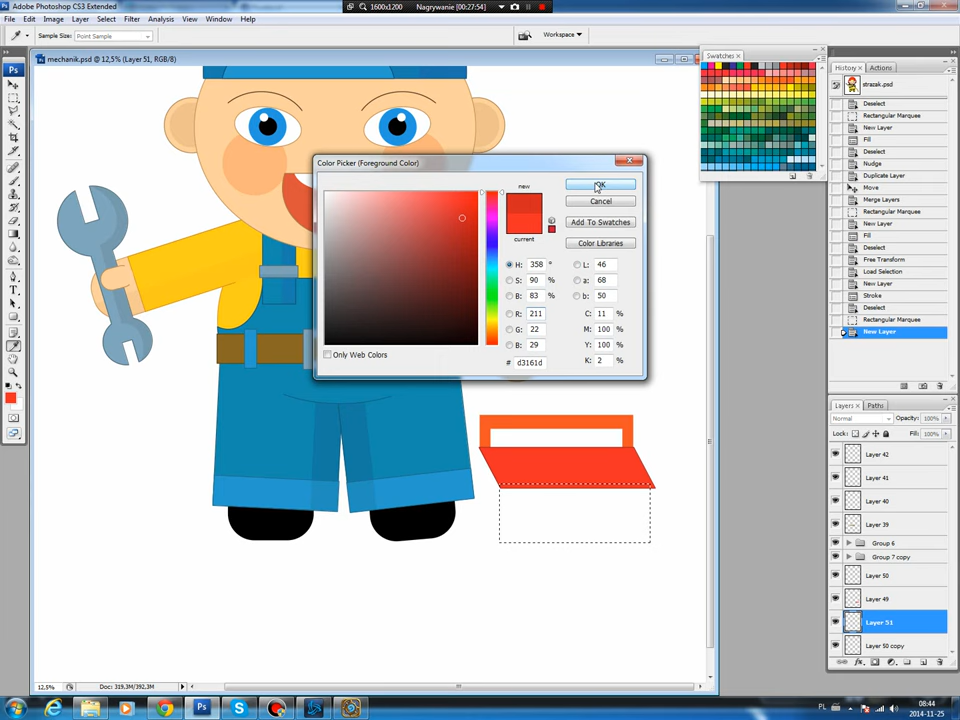 Adobe Photoshop CS3 Extended
1600x1200 Nagrywanie [00:27:54]
File Edit Image Layer Select Filter Analysis View Window Help
Sample Size: Point Sample
Workspace
mechanik.psd @ 12,5% (Layer 51, RGB/8)
Swatches
History Actions
strazak.psd
Deselect
Rectangular Marquee
New Layer
Fill
Deselect
Nudge
Duplicate Layer
Move
Merge Layers
Rectangular Marquee
New Layer
Fill
Deselect
Free Transform
Load Selection
New Layer
Stroke
Deselect
Rectangular Marquee
New Layer
Color Picker (Foreground Color)
new
current
OK
Cancel
Add To Swatches
Color Libraries
H: 358 °
S: 90 %
B: 83 %
R: 211
G: 22
B: 29
# d3161d
L: 46
a: 68
b: 50
C: 11 %
M: 100 %
Y: 100 %
K: 2 %
Only Web Colors
Layers Paths
Normal Opacity: 100%
Lock: Fill: 100%
Layer 42
Layer 41
Layer 40
Layer 39
Group 6
Group 7 copy
Layer 50
Layer 49
Layer 51
Layer 50 copy
12.5% Doc: 319,3M/392,3M
PL
08:44
2014-11-25